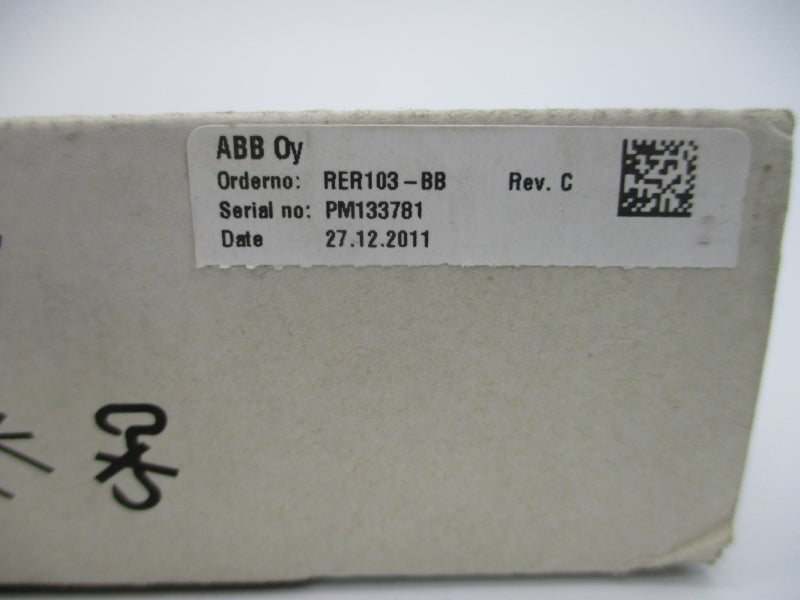 ABB Oy
Orderno: RER103-BB Rev. C
Serial no: PM133781
Date 27.12.2011